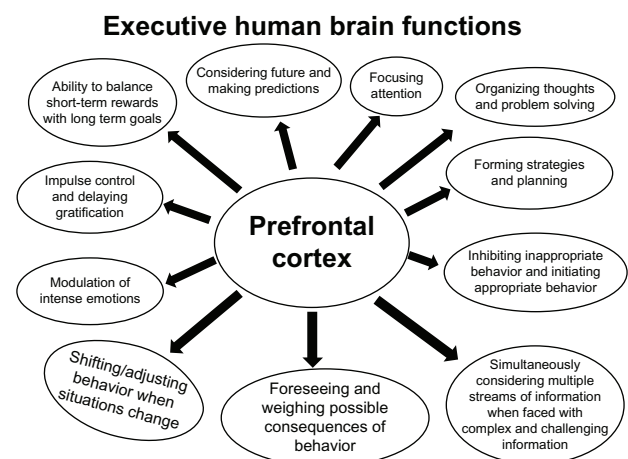 Executive human brain functions
Ability to balance
short-term rewards
with long term goals
Considering future and
making predictions
Focusing
attention
Organizing thoughts
and problem solving
Impulse control
and delaying
gratification
Prefrontal
cortex
Forming strategies
and planning
Modulation of
intense emotions
Inhibiting inappropriate
behavior and initiating
appropriate behavior
Shifting/adjusting
behavior when
situations change
Foreseeing and
weighing possible
consequences of
behavior
Simultaneously
considering multiple
streams of information
when faced with
complex and challenging
information